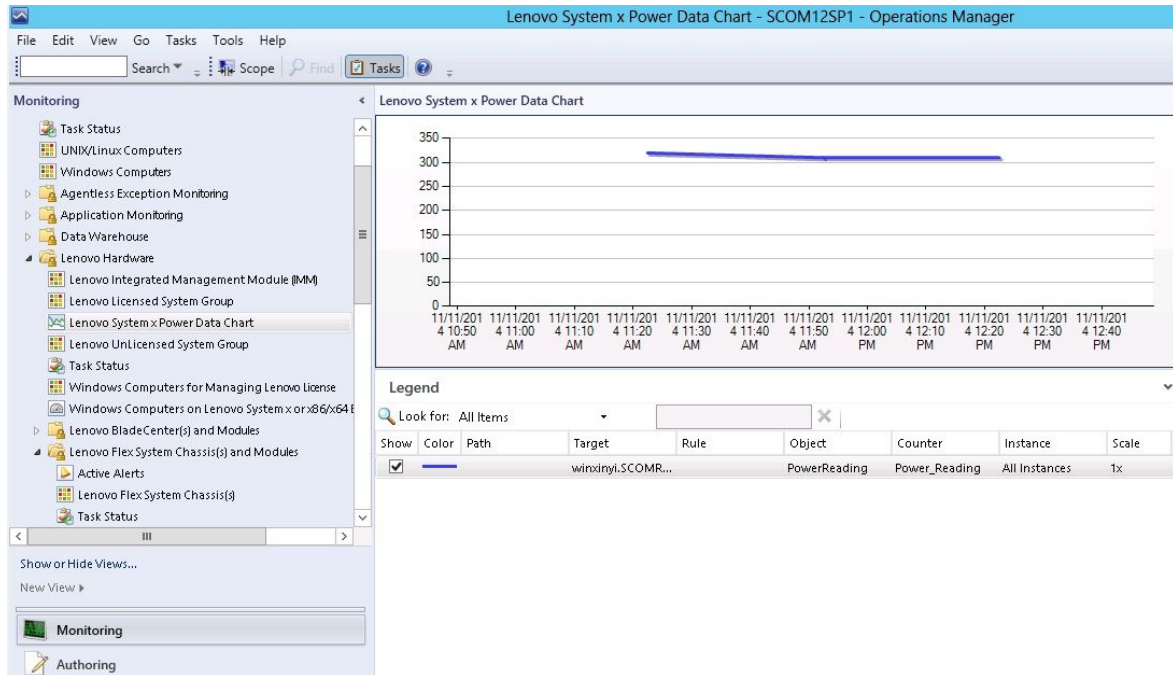 Lenovo System x Power Data Chart - SCOM12SP1 - Operations Manager
File Edit View Go Tasks Tools Help
Search Scope Find Tasks
Monitoring
Task Status
UNIX/Linux Computers
Windows Computers
Agentless Exception Monitoring
Application Monitoring
Data Warehouse
Lenovo Hardware
Lenovo Integrated Management Module (IMM)
Lenovo Licensed System Group
Lenovo System x Power Data Chart
Lenovo UnLicensed System Group
Task Status
Windows Computers for Managing Lenovo License
Windows Computers on Lenovo System x or x86/x64 B
Lenovo BladeCenter(s) and Modules
Lenovo Flex System Chassis(s) and Modules
Active Alerts
Lenovo Flex System Chassis(s)
Task Status
Show or Hide Views...
New View
Monitoring
Authoring
Lenovo System x Power Data Chart
350
300
250
200
150
100
50
0
11/11/201 11/11/201 11/11/201 11/11/201 11/11/201 11/11/201 11/11/201 11/11/201 11/11/201 11/11/201 11/11/201 11/11/201
4 10:50 4 11:00 4 11:10 4 11:20 4 11:30 4 11:40 4 11:50 4 12:00 4 12:10 4 12:20 4 12:30 4 12:40
AM AM AM AM AM AM AM PM PM PM PM PM
Legend
Look for: All Items
Show Color Path Target Rule Object Counter Instance Scale
winxinyi.SCOMR... PowerReading Power_Reading All Instances 1x